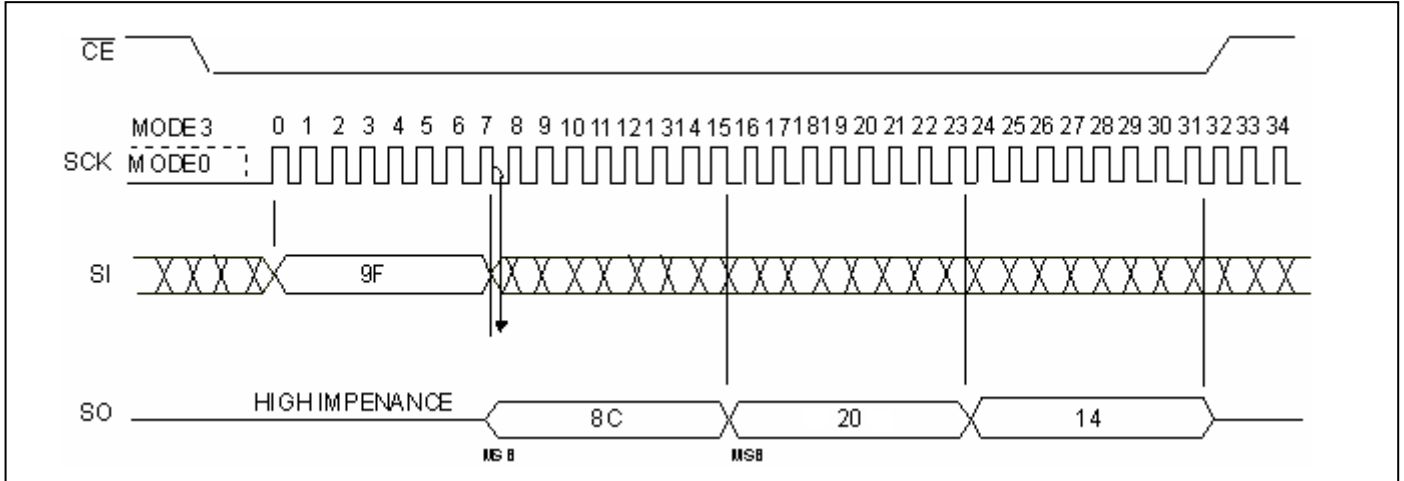 CE
MODE 3 0 1 2 3 4 5 6 7 8 9 10 11 12 13 14 15 16 17 18 19 20 21 22 23 24 25 26 27 28 29 30 31 32 33 34
SCK MODE0
SI 9F
HIGH IMPENANCE
SO 8C 20 14
MSB MSB